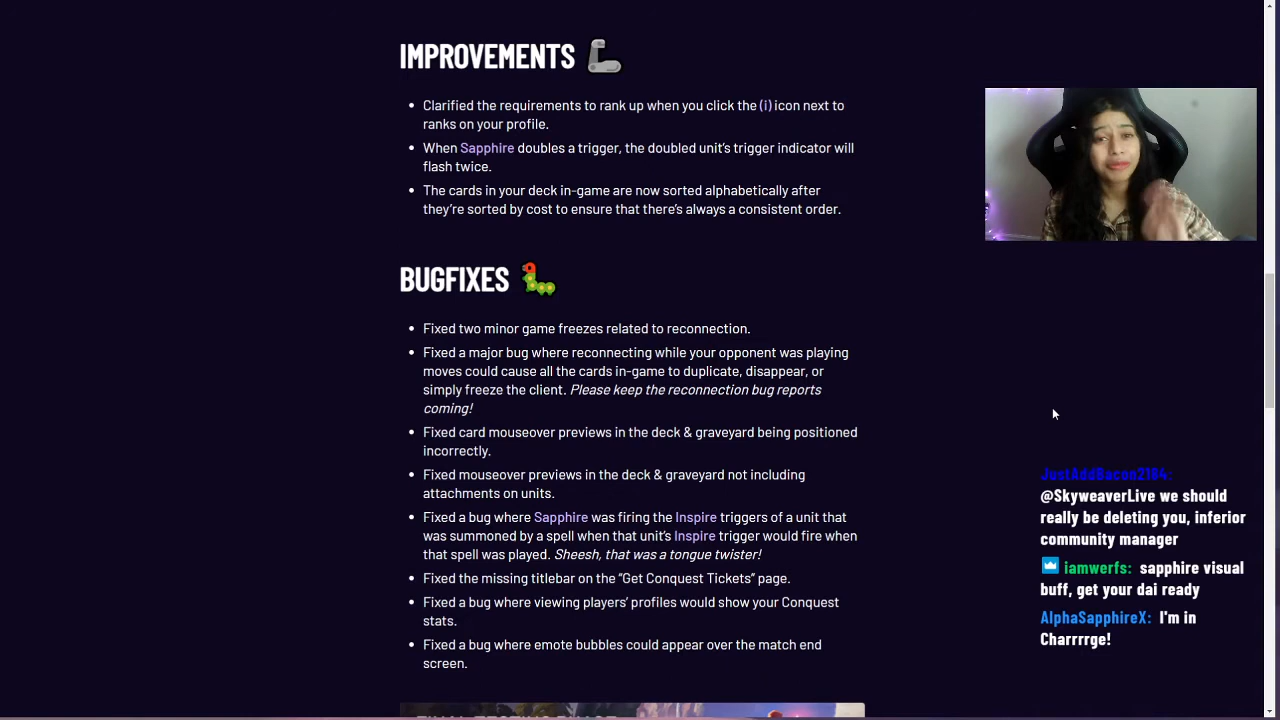 IMPROVEMENTS
Clarified the requirements to rank up when you click the (i) icon next to
ranks on your profile.
When Sapphire doubles a trigger, the doubled unit's trigger indicator will
flash twice.
The cards in your deck in-game are now sorted alphabetically after
they're sorted by cost to ensure that there's always a consistent order.
BUGFIXES
Fixed two minor game freezes related to reconnection.
Fixed a major bug where reconnecting while your opponent was playing
moves could cause all the cards in-game to duplicate, disappear, or
simply freeze the client. Please keep the reconnection bug reports
coming!
Fixed card mouseover previews in the deck & graveyard being positioned
incorrectly.
Fixed mouseover previews in the deck & graveyard not including
attachments on units.
Fixed a bug where Sapphire was firing the Inspire triggers of a unit that
was summoned by a spell when that unit's Inspire trigger would fire when
that spell was played. Sheesh, that was a tongue twister!
Fixed the missing titlebar on the "Get Conquest Tickets" page.
Fixed a bug where viewing players' profiles would show your Conquest
stats.
Fixed a bug where emote bubbles could appear over the match end
screen.
JustAddBacon2164:
@SkyweaverLive we should
really be deleting you, inferior
community manager
iamwerfs: sapphire visual
buff, get your dai ready
AlphaSapphireX: I'm in
Charrrrge!